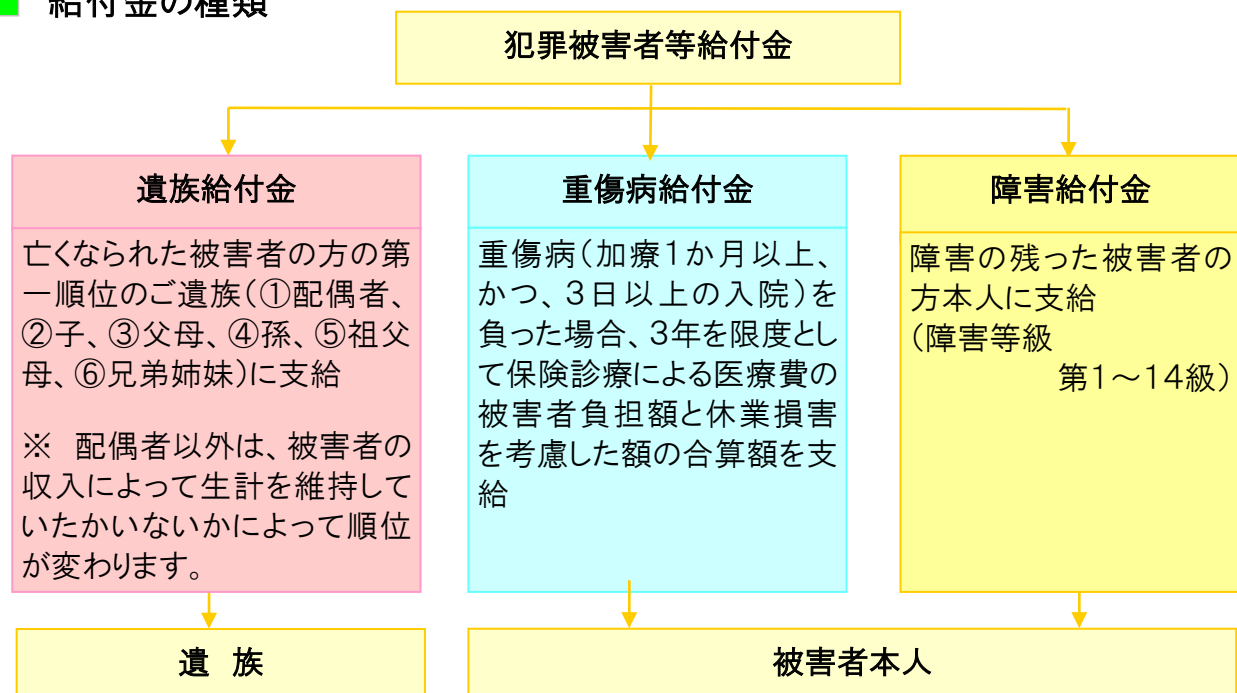 給付金の種類
犯罪被害者等給付金
遺族給付金
亡くなられた被害者の方の第
一順位のご遺族(①配偶者、
②子、③父母、④孫、⑤祖父
母、⑥兄弟姉妹)に支給
※ 配偶者以外は、被害者の
収入によって生計を維持して
いたかいないかによって順位
が変わります。
重傷病給付金
重傷病(加療1か月以上、
かつ、3日以上の入院)を
負った場合、3年を限度とし
て保険診療による医療費の
被害者負担額と休業損害
を考慮した額の合算額を支
給
障害給付金
障害の残った被害者の
方本人に支給
(障害等級
第1~14級)
遺 族
被害者本人